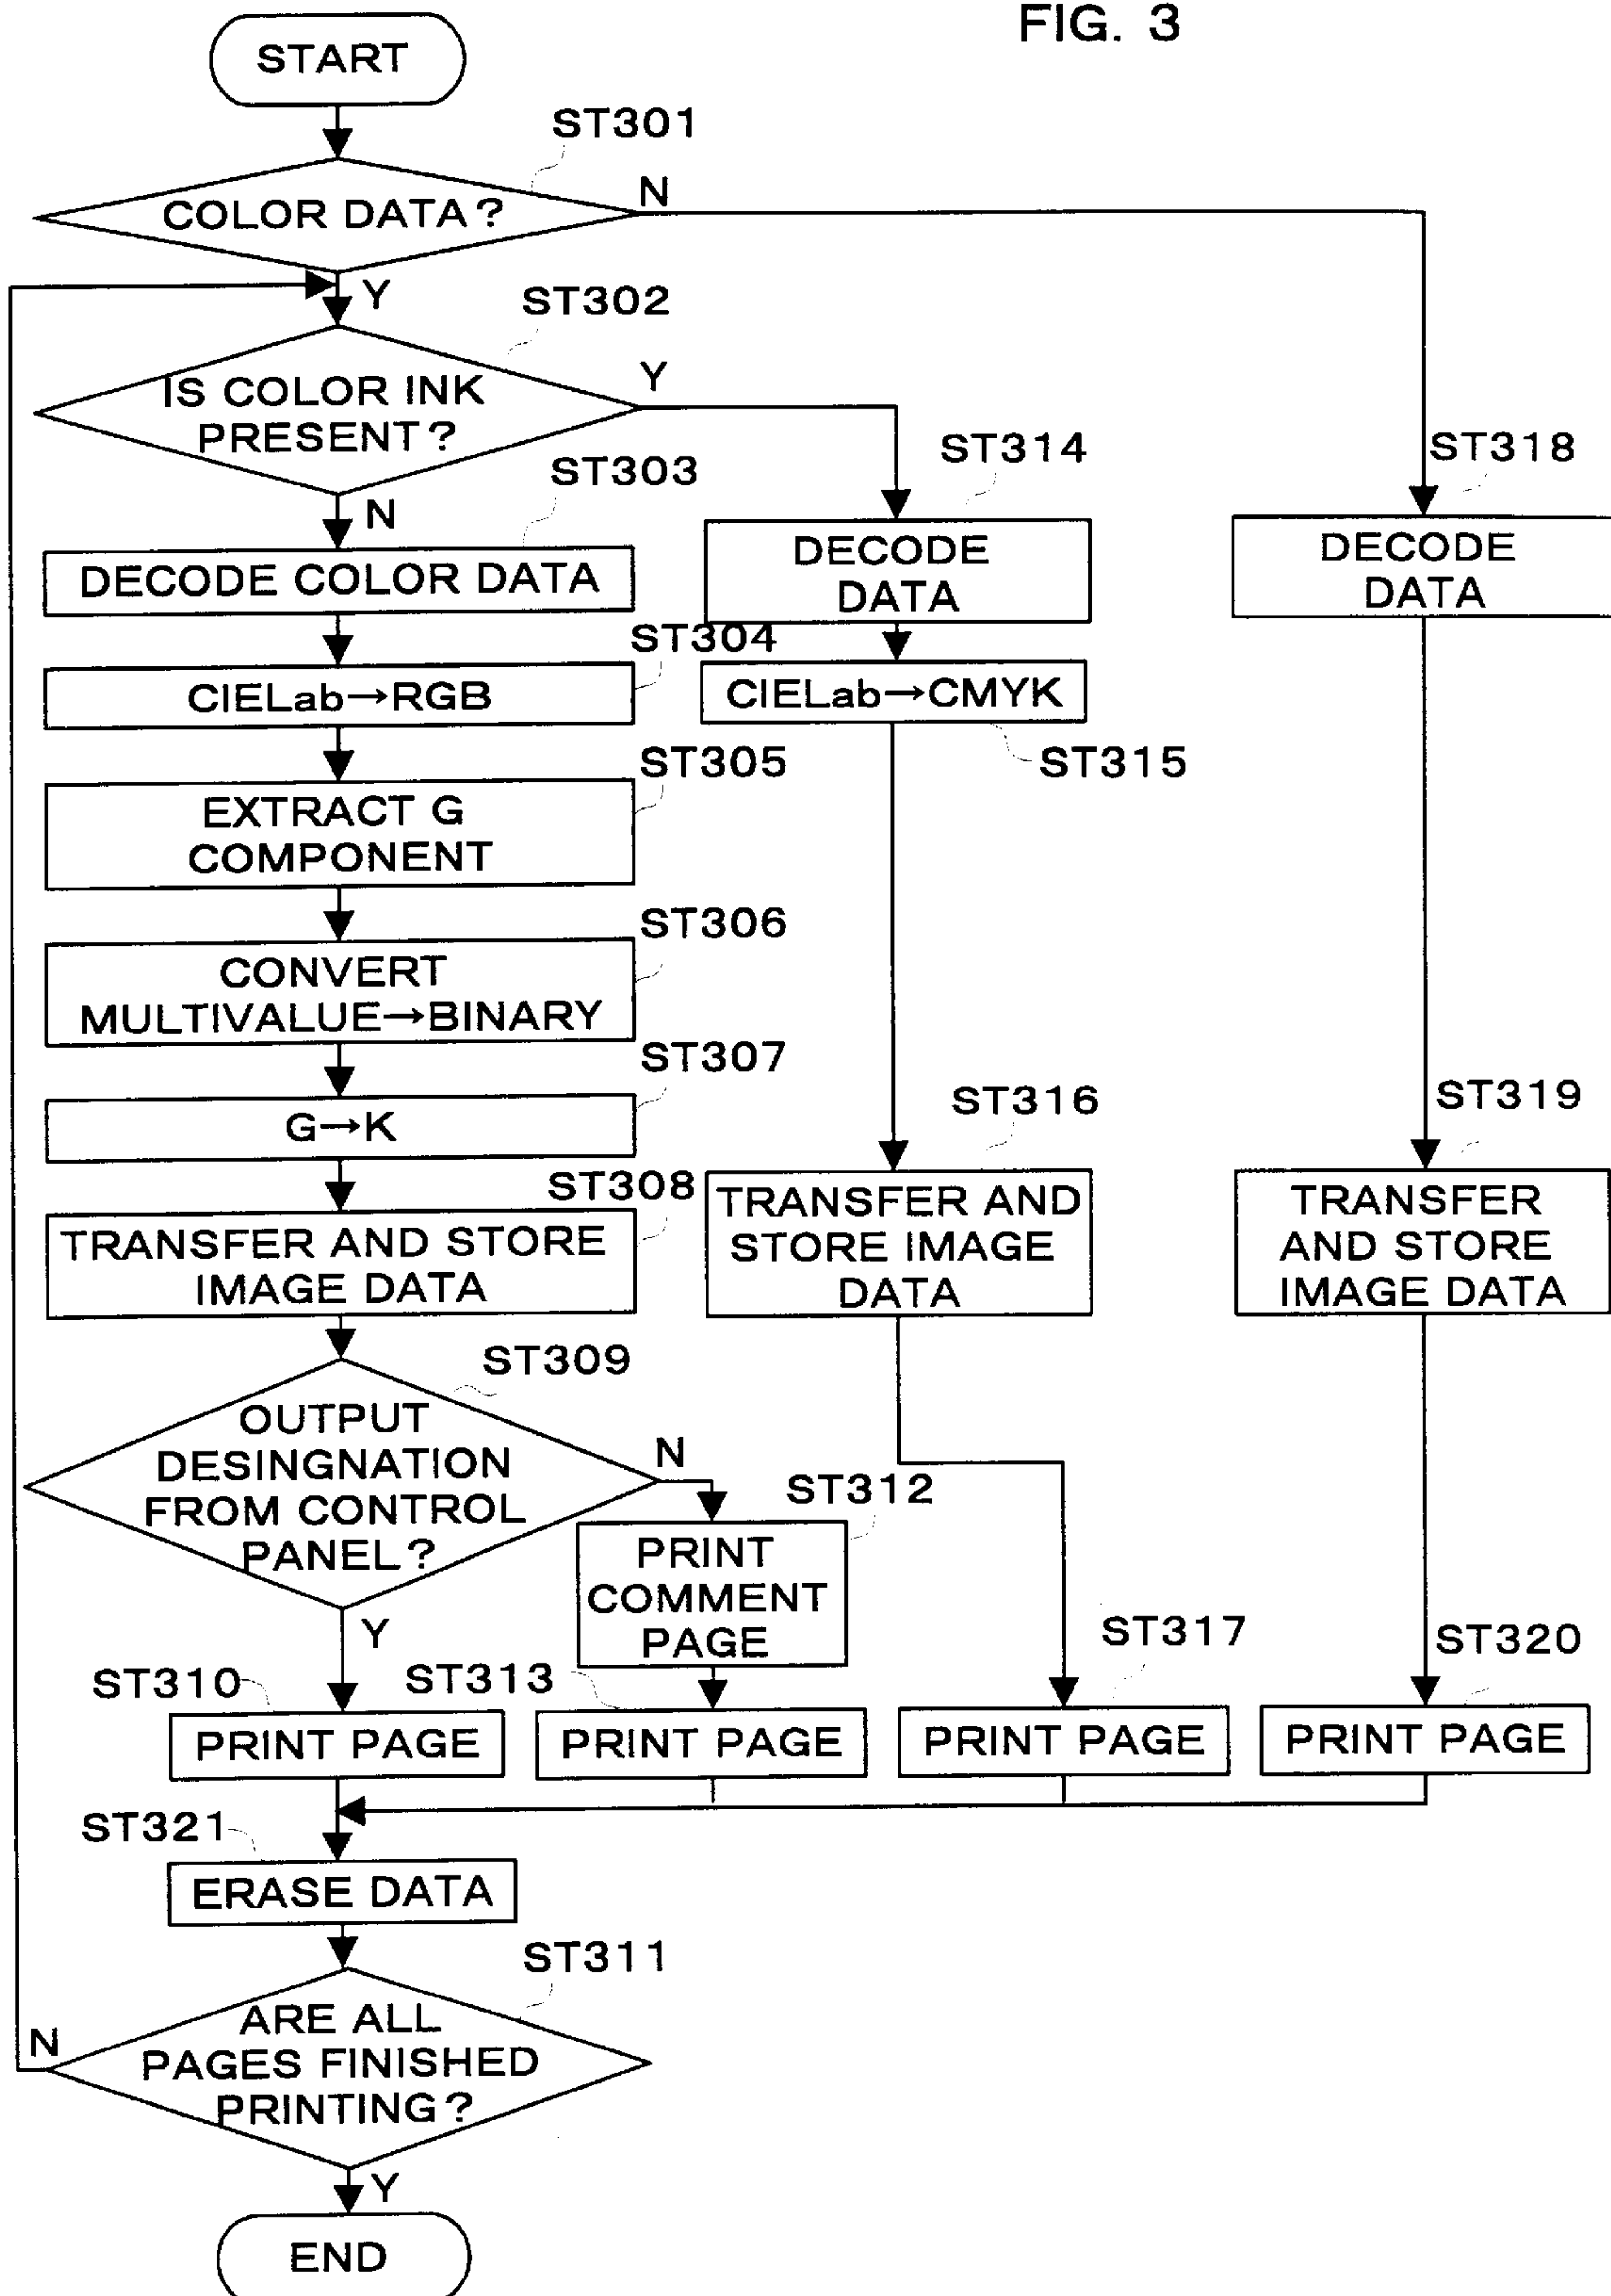 FIG. 3
START
ST301
COLOR DATA?
N
Y
ST302
IS COLOR INK
PRESENT?
Y
N
ST303
DECODE COLOR DATA
ST304
CIELab→RGB
ST305
EXTRACT G
COMPONENT
ST306
CONVERT
MULTIVALUE→BINARY
ST307
G→K
ST308
TRANSFER AND STORE
IMAGE DATA
ST309
OUTPUT
DESINGNATION
FROM CONTROL
PANEL?
N
Y
ST310
PRINT PAGE
ST312
PRINT
COMMENT
PAGE
ST313
PRINT PAGE
ST314
DECODE
DATA
CIELab→CMYK
ST315
ST316
TRANSFER AND
STORE IMAGE
DATA
ST317
PRINT PAGE
ST318
DECODE
DATA
ST319
TRANSFER
AND STORE
IMAGE DATA
ST320
PRINT PAGE
ST321
ERASE DATA
ST311
ARE ALL
PAGES FINISHED
PRINTING?
N
Y
END